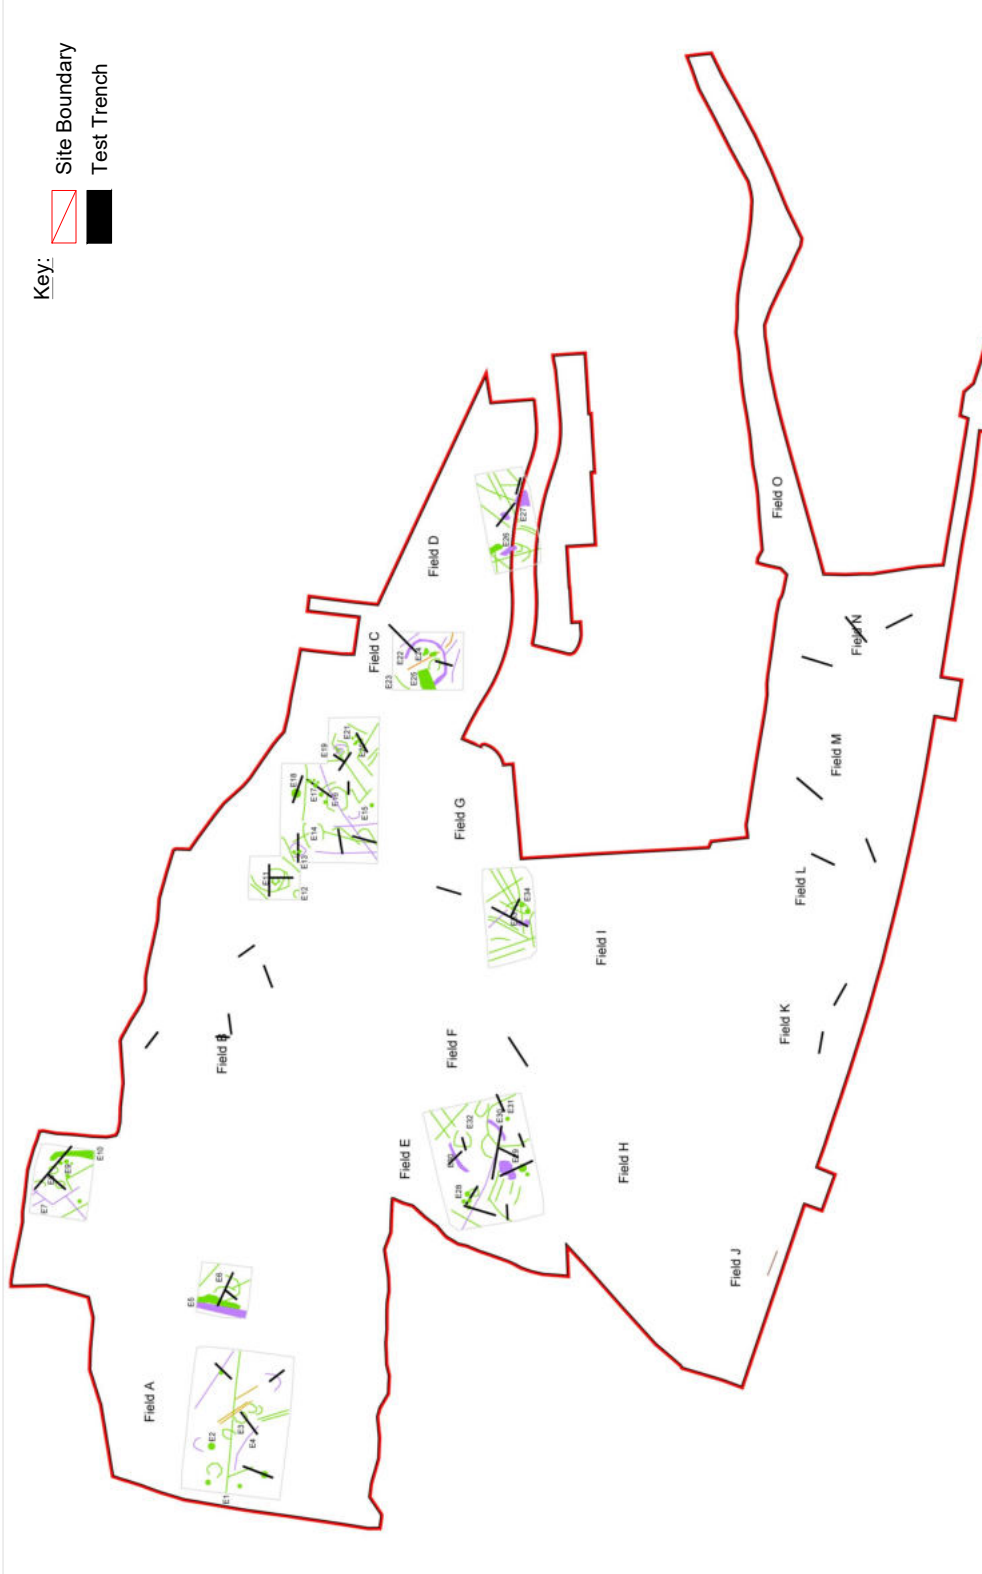 Key:
Site Boundary
Test Trench
Field A
Field B
Field C
Field D
Field E
Field F
Field G
Field H
Field I
Field J
Field K
Field L
Field M
Field N
Field O
E1
E2
E3
E4
E5
E6
E7
E10
E11
E12
E13
E14
E15
E16
E17
E18
E19
E21
E22
E23
E25
E26
E27
E28
E29
E30
E31
E32
E34